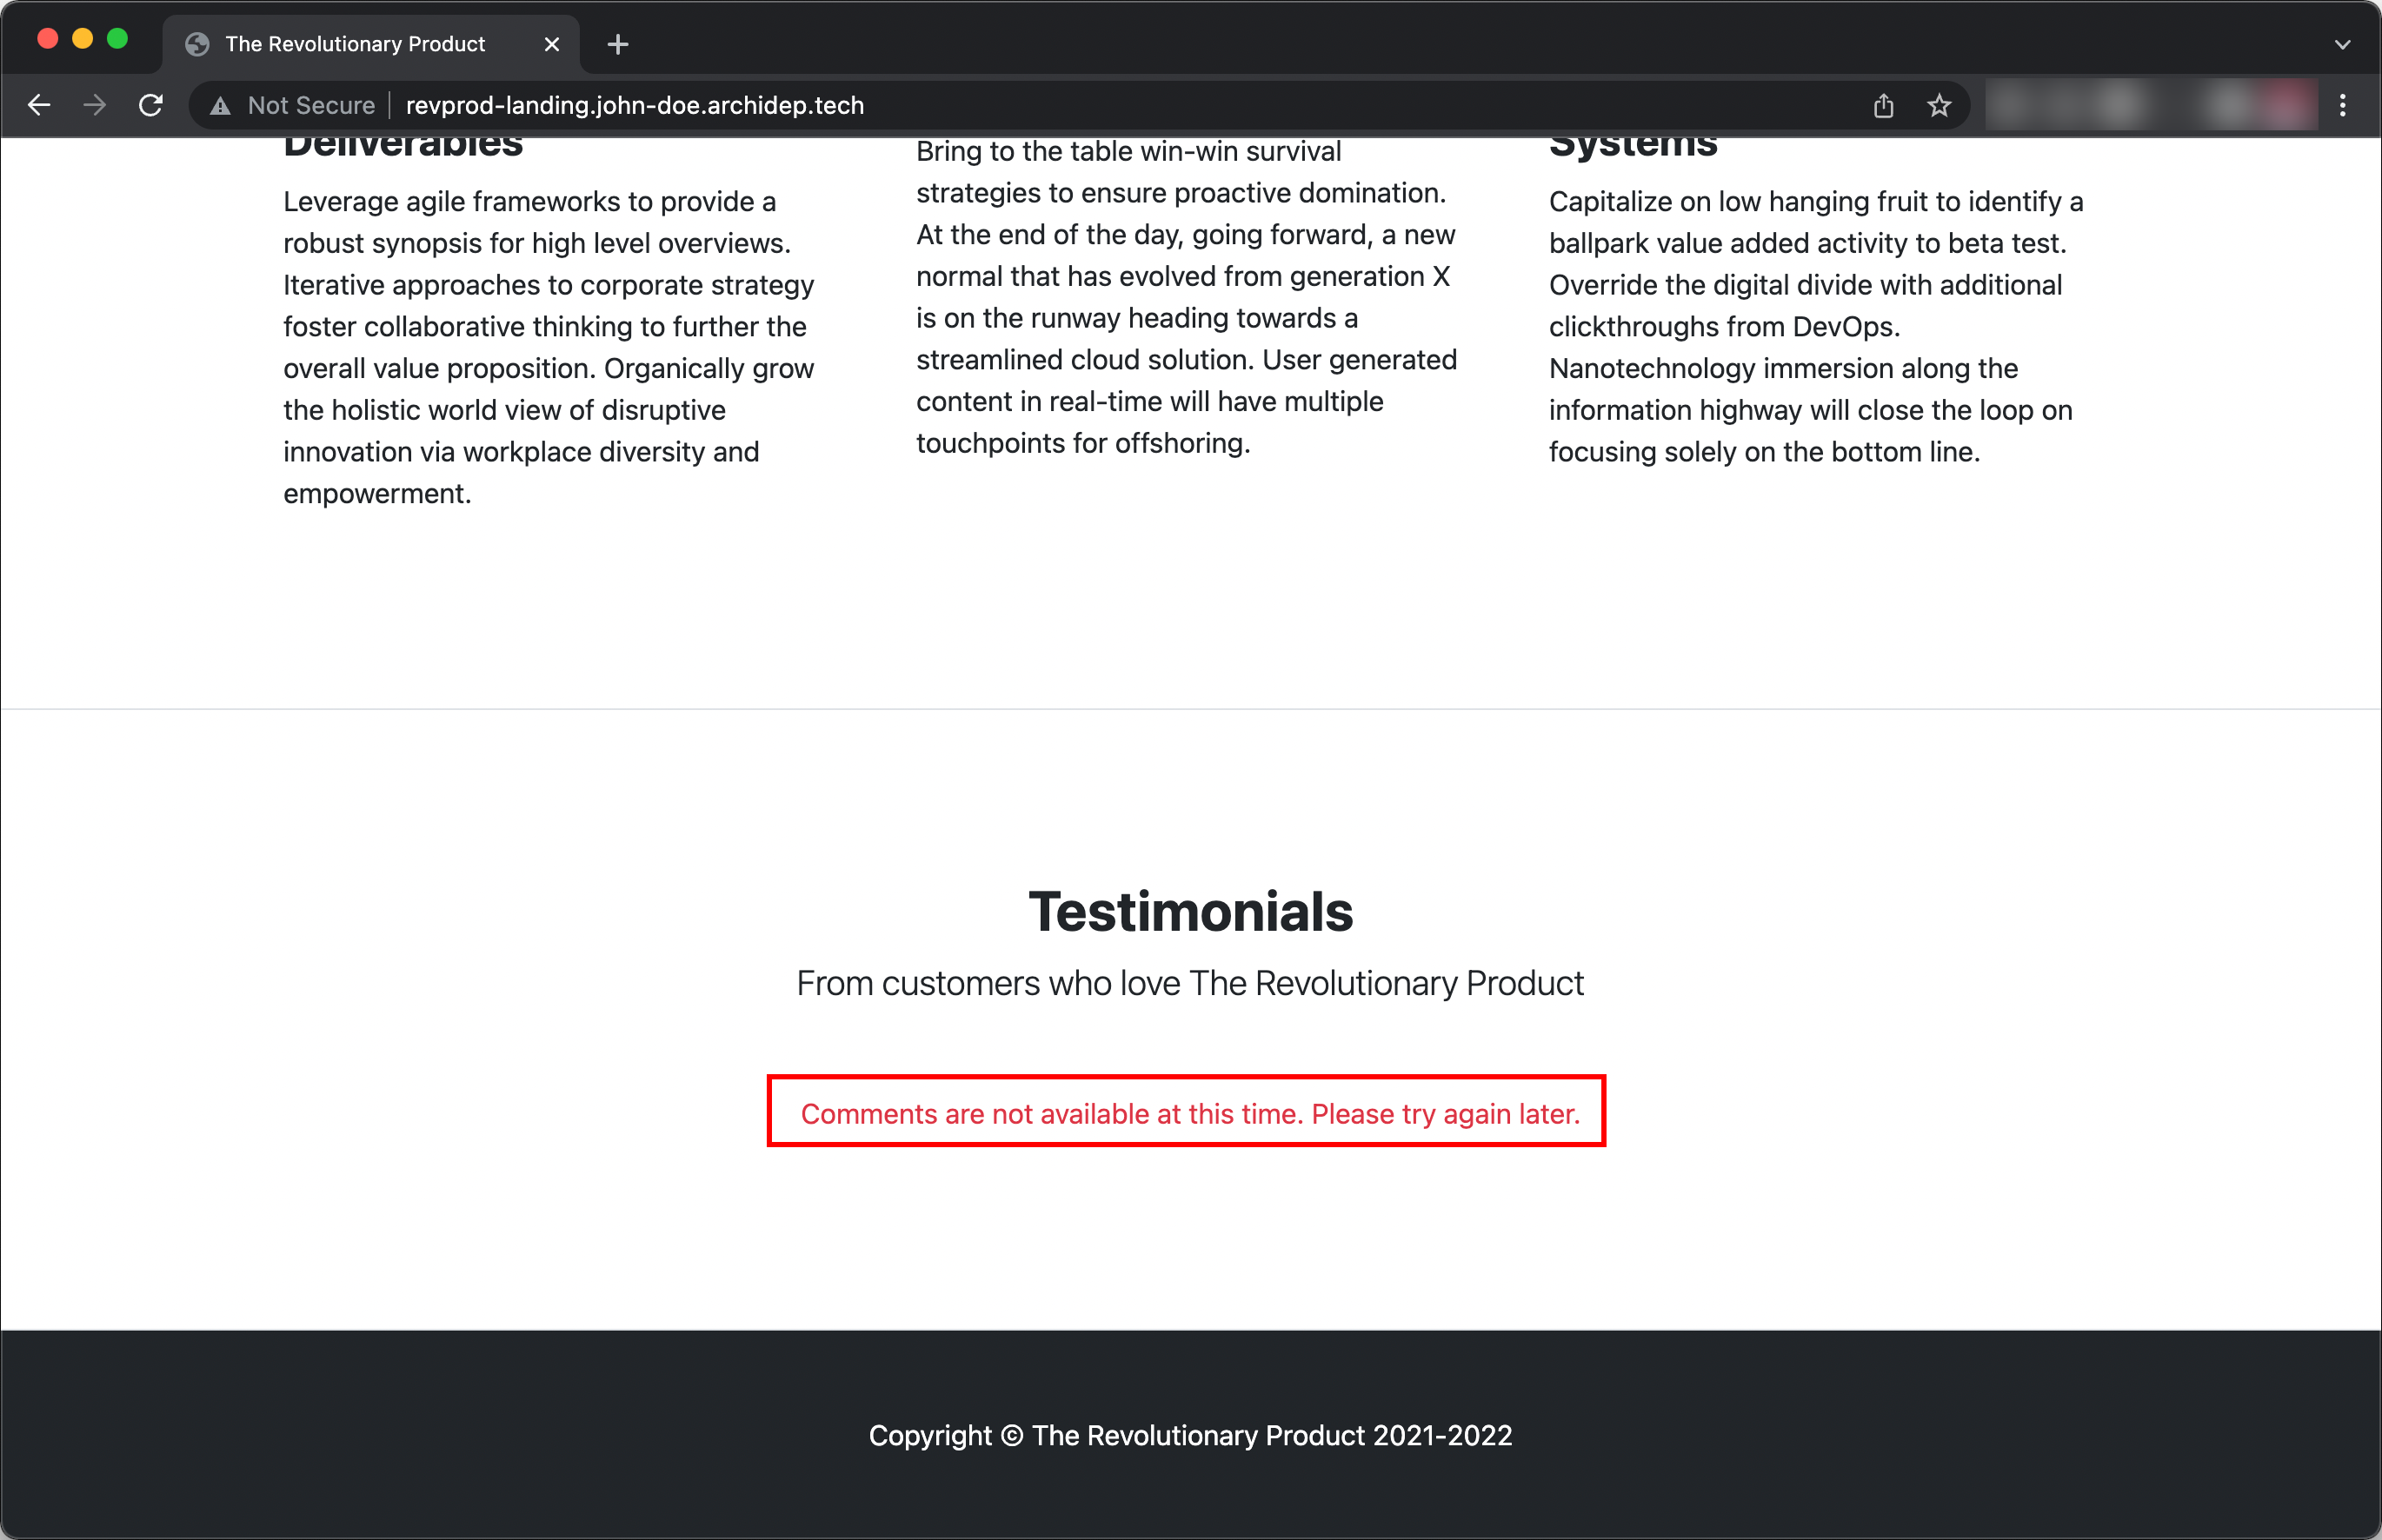 The Revolutionary Product
Not Secure
revprod-landing.john-doe.archidep.tech
Deliverables
Leverage agile frameworks to provide a
robust synopsis for high level overviews.
Iterative approaches to corporate strategy
foster collaborative thinking to further the
overall value proposition. Organically grow
the holistic world view of disruptive
innovation via workplace diversity and
empowerment.
Bring to the table win-win survival
strategies to ensure proactive domination.
At the end of the day, going forward, a new
normal that has evolved from generation X
is on the runway heading towards a
streamlined cloud solution. User generated
content in real-time will have multiple
touchpoints for offshoring.
Systems
Capitalize on low hanging fruit to identify a
ballpark value added activity to beta test.
Override the digital divide with additional
clickthroughs from DevOps.
Nanotechnology immersion along the
information highway will close the loop on
focusing solely on the bottom line.
Testimonials
From customers who love The Revolutionary Product
Comments are not available at this time. Please try again later.
Copyright © The Revolutionary Product 2021-2022